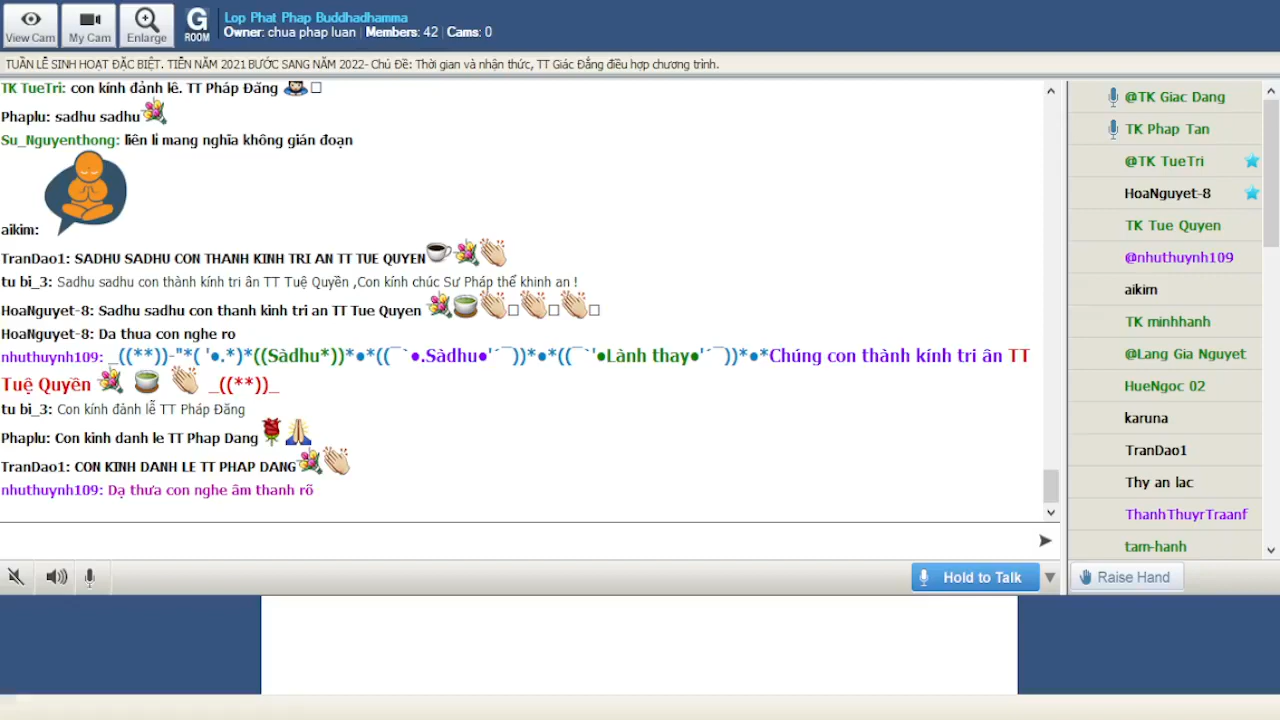 View Cam
My Cam
Enlarge
G
ROOM
Lop Phat Phap Buddhadhamma
Owner: chua phap luan | Members: 42 | Cams: 0
TUẦN LỄ SINH HOẠT ĐẶC BIỆT. TIỄN NĂM 2021 BƯỚC SANG NĂM 2022- Chủ Đề: Thời gian và nhận thức, TT Giác Đẳng điều hợp chương trình.
TK TueTri: con kính đảnh lễ. TT Pháp Đăng
Phaplu: sadhu sadhu
Su_Nguyenthong: liên lỉ mang nghĩa không gián đoạn
aikim:
TranDao1: SADHU SADHU CON THANH KINH TRI AN TT TUE QUYEN
tu bi_3: Sadhu sadhu con thành kính tri ân TT Tuệ Quyền ,Con kính chúc Sư Pháp thể khinh an !
HoaNguyet-8: Sadhu sadhu con thanh kinh tri an TT Tue Quyen
HoaNguyet-8: Da thua con nghe ro
nhuthuynh109: _((**))-"*( '●.*)*((Sàdhu*))*●*((¯`●.Sàdhu●'´¯))*●*((¯`'●Lành thay●'´¯))*●*Chúng con thành kính tri ân TT
Tuệ Quyền _((**))_
tu bi_3: Con kính đảnh lễ TT Pháp Đăng
Phaplu: Con kinh danh le TT Phap Dang
TranDao1: CON KINH DANH LE TT PHAP DANG
nhuthuynh109: Dạ thưa con nghe âm thanh rõ
Hold to Talk
@TK Giac Dang
TK Phap Tan
@TK TueTri
HoaNguyet-8
TK Tue Quyen
@nhuthuynh109
aikim
TK minhhanh
@Lang Gia Nguyet
HueNgoc 02
karuna
TranDao1
Thy an lac
ThanhThuyrTraanf
tam-hanh
Raise Hand